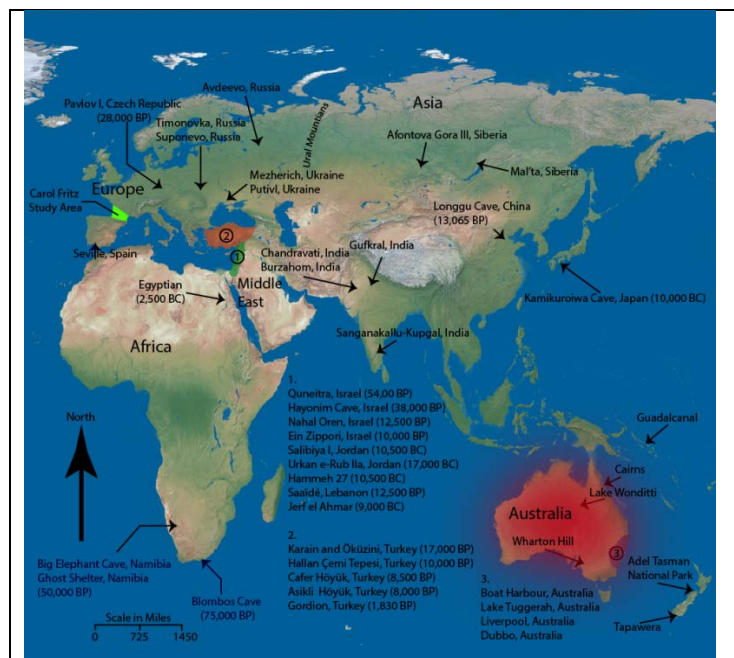 Avdeevo, Russia
Asia
Pavlov I, Czech Republic
(28,000 BP)
Timonovka, Russia
Suponevo, Russia
Ural Mountians
Afontova Gora III, Siberia
Mal'ta, Siberia
Mezherich, Ukraine
Putivl, Ukraine
Europe
Carol Fritz
Study Area
Longgu Cave, China
(13,065 BP)
2
Gufkral, India
Seville, Spain
1
Chandravati, India
Burzahom, India
Egyptian
(2,500 BC)
Middle
East
Kamikuroiwa Cave, Japan (10,000 BC)
Africa
Sanganakallu-Kupgal, India
1.
Quneitra, Israel (54,00 BP)
Hayonim Cave, Israel (38,000 BP)
Nahal Oren, Israel (12,500 BP)
Ein Zippori, Israel (10,000 BP)
Salibiya I, Jordan (10,500 BC)
Urkan e-Rub IIa, Jordan (17,000 BC)
Hammeh 27 (10,500 BC)
Saaïdé, Lebanon (12,500 BP)
Jerf el Ahmar (9,000 BC)
North
Guadalcanal
Cairns
Lake Wonditti
Australia
Wharton Hill
3
Big Elephant Cave, Namibia
Ghost Shelter, Namibia
(50,000 BP)
Blombos Cave
(75,000 BP)
2.
Karain and Öküzini, Turkey (17,000 BP)
Hallan Çemi Tepesi, Turkey (10,000 BP)
Cafer Höyük, Turkey (8,500 BP)
Asikli Höyük, Turkey (8,000 BP)
Gordion, Turkey (1,830 BP)
Adel Tasman
National Park
3.
Boat Harbour, Australia
Lake Tuggerah, Australia
Liverpool, Australia
Dubbo, Australia
Tapawera
Scale in Miles
0 725 1450